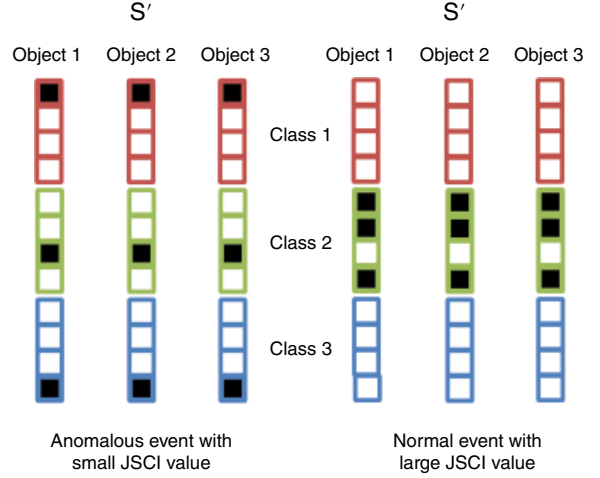 S′ S′
Object 1 Object 2 Object 3 Object 1 Object 2 Object 3
Class 1
Class 2
Class 3
Anomalous event with
small JSCI value
Normal event with
large JSCI value